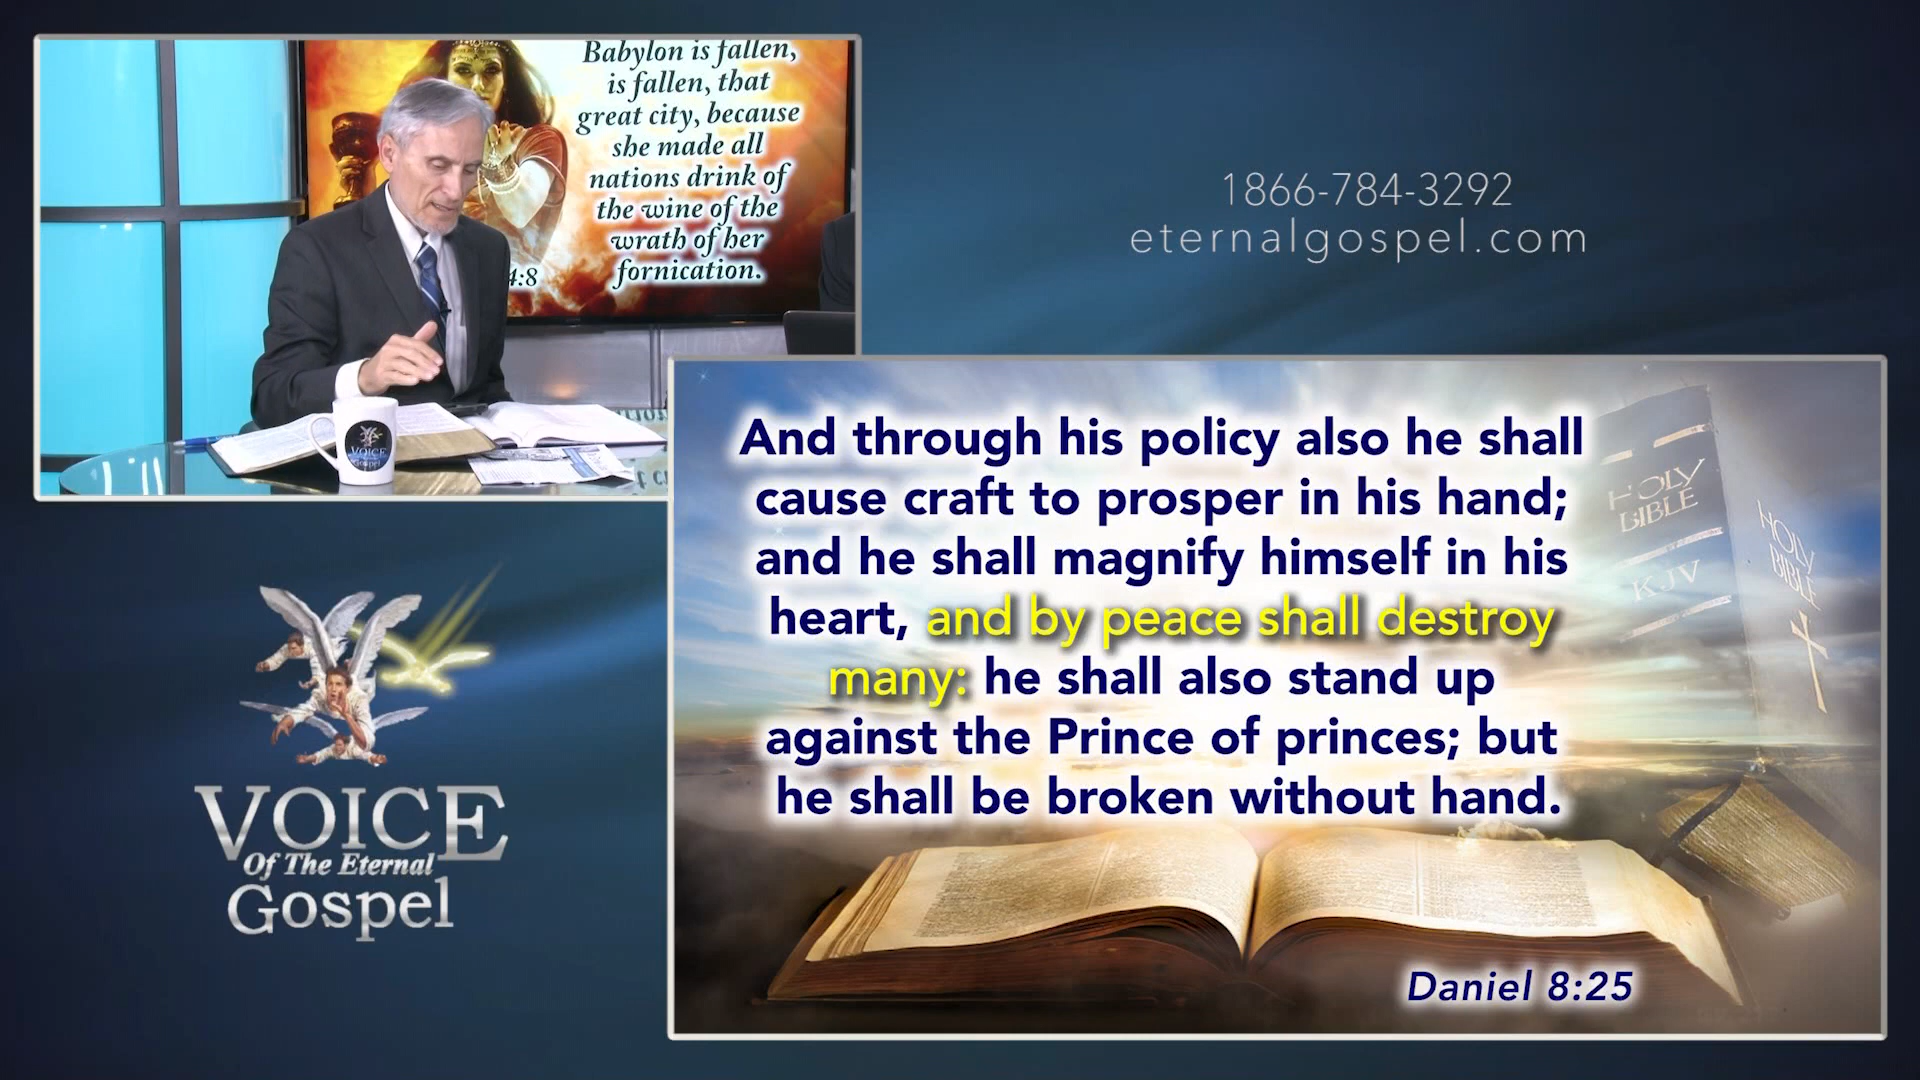 Babylon is fallen,
is fallen, that
great city, because
she made all
nations drink of
the wine of the
wrath of her
fornication.
4:8
VOICE
Gospel
1866-784-3292
eternalgospel.com
And through his policy also he shall
cause craft to prosper in his hand;
and he shall magnify himself in his
heart, and by peace shall destroy
many: he shall also stand up
against the Prince of princes; but
he shall be broken without hand.
Daniel 8:25
HOLY
BIBLE
KJV
HOLY
BIBLE
VOICE
Of The Eternal
Gospel